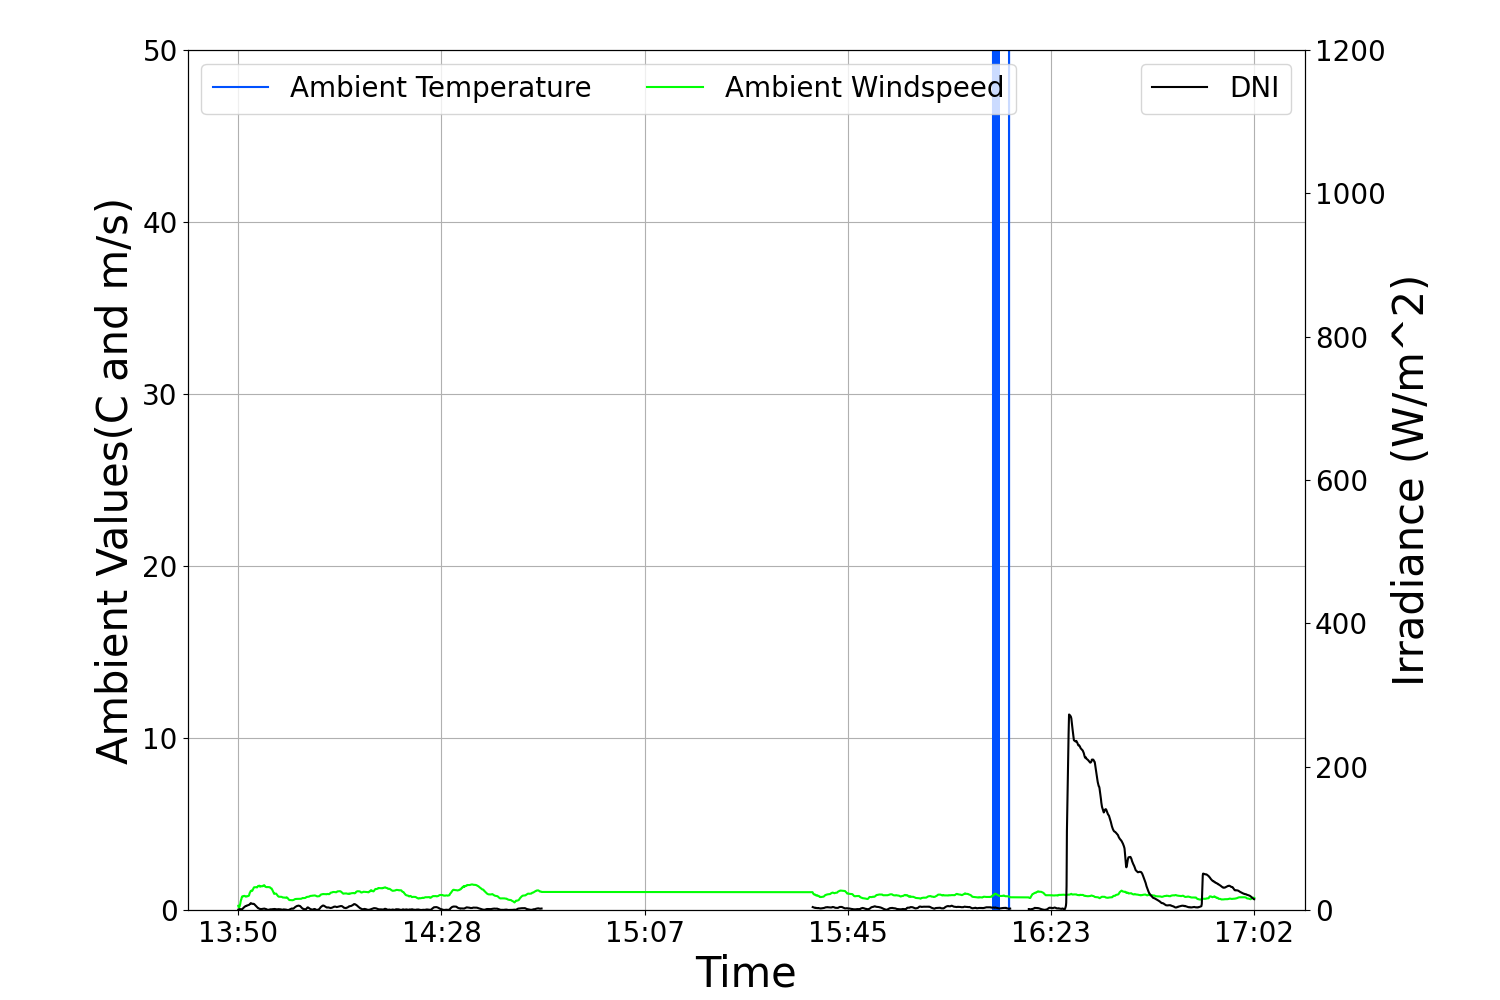 Ambient Temperature Ambient Windspeed DNI
Ambient Values(C and m/s)
50
40
30
20
10
0
1200
1000
800
600
400
200
0
Irradiance (W/m^2)
13:50 14:28 15:07 15:45 16:23 17:02
Time